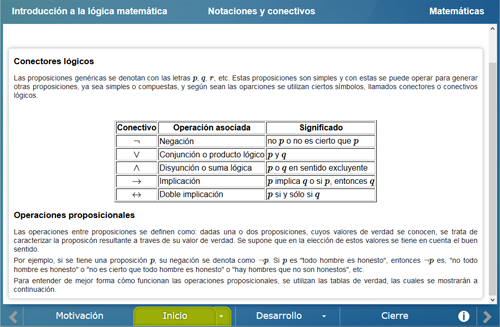 Introducción a la lógica matemática Notaciones y conectivos Matemáticas
Conectores lógicos
Las proposiciones genéricas se denotan con las letras p, q, r, etc. Estas proposiciones son simples y con estas se puede operar para generar
otras proposiciones, ya sea simples o compuestas, y según sean las oparciones se utilizan ciertos símbolos, llamados conectores o conectivos
lógicos.
Conectivo Operación asociada Significado
¬ Negación no p o no es cierto que p
∨ Conjunción o producto lógico p y q
∧ Disyunción o suma lógica p o q en sentido excluyente
→ Implicación p implica q o si p, entonces q
↔ Doble implicación p si y sólo si q
Operaciones proposicionales
Las operaciones entre proposiciones se definen como: dadas una o dos proposiciones, cuyos valores de verdad se conocen, se trata de
caracterizar la proposición resultante a traves de su valor de verdad. Se supone que en la elección de estos valores se tiene en cuenta el buen
sentido.
Por ejemplo, si se tiene una proposición p, su negación se denota como ¬p. Si p es "todo hombre es honesto", entonces ¬p es, "no todo
hombre es honesto" o "no es cierto que todo hombre es honesto" o "hay hombres que no son honestos", etc.
Para entender de mejor forma cómo funcionan las operaciones proposicionales, se utilizan las tablas de verdad, las cuales se mostrarán a
continuación.
Motivación Inicio Desarrollo Cierre i